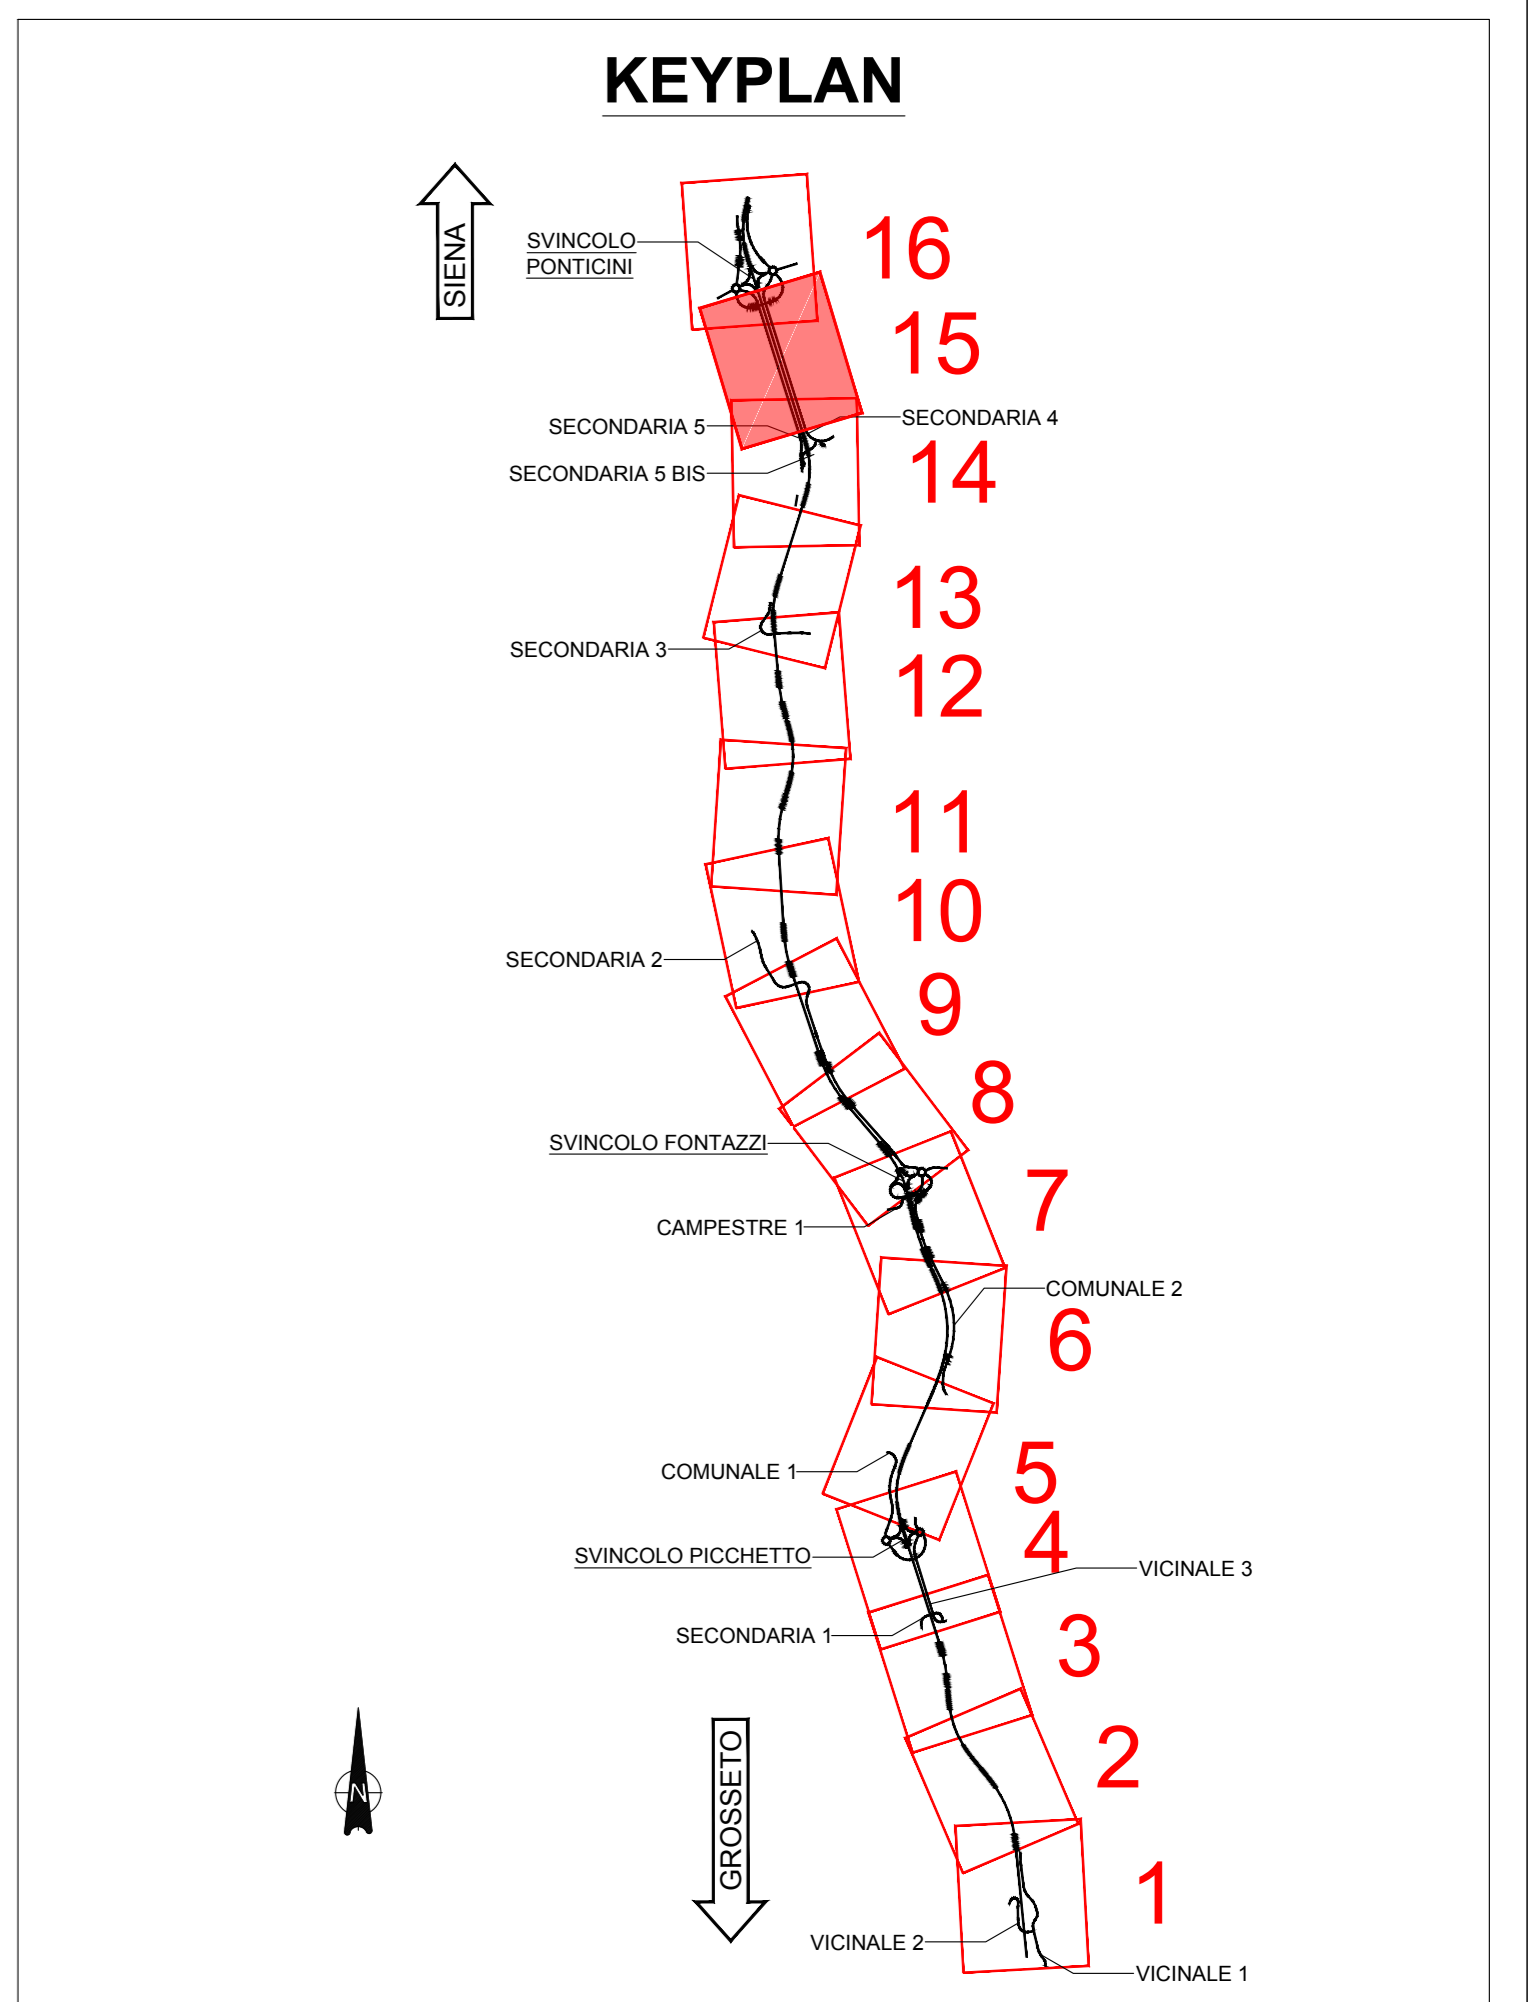 KEYPLAN
SIENA
SVINCOLO
PONTICINI
16
15
SECONDARIA 5
SECONDARIA 4
SECONDARIA 5 BIS
14
13
SECONDARIA 3
12
11
10
SECONDARIA 2
9
8
SVINCOLO FONTAZZI
7
CAMPESTRE 1
COMUNALE 2
6
COMUNALE 1
5
4
SVINCOLO PICCHETTO
VICINALE 3
SECONDARIA 1
3
2
N
GROSSETO
1
VICINALE 2
VICINALE 1